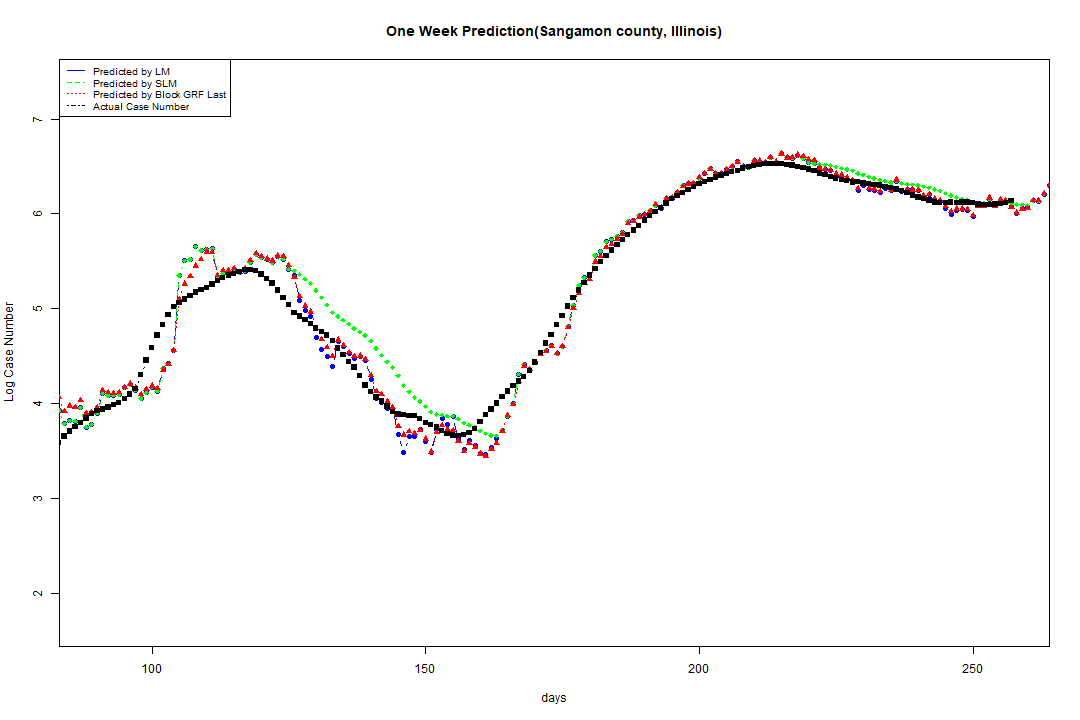 One Week Prediction(Sangamon county, Illinois)
Predicted by LM
Predicted by SLM
Predicted by Block GRF Last
Actual Case Number
7
6
5
4
3
2
Log Case Number
100
150
200
250
days